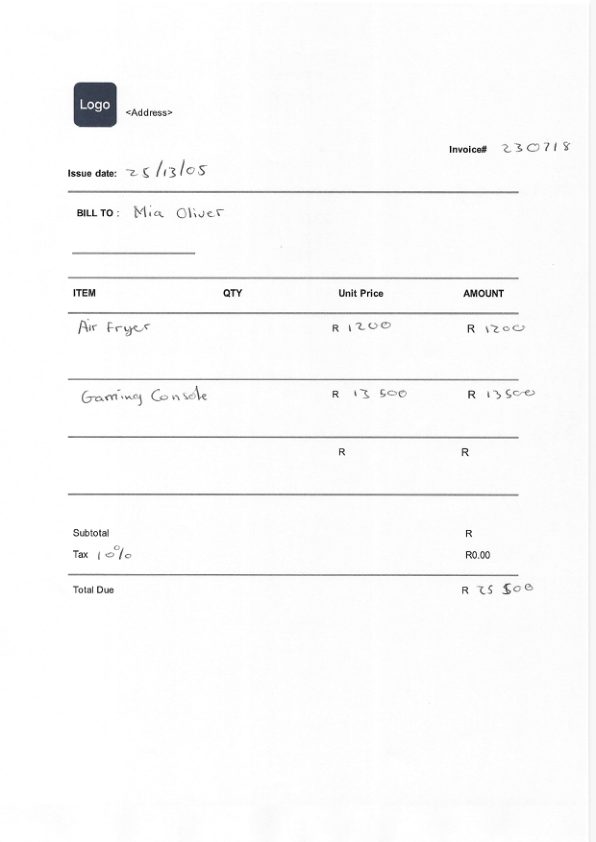 Logo
<Address>
Invoice# 230718
Issue date: 25/13/05
BILL TO : Mia Oliver
ITEM QTY Unit Price AMOUNT
Air Fryer R 1200 R 1200
Gaming Console R 13 500 R 13500
R R
Subtotal R
Tax 10% R0.00
Total Due R 25 500